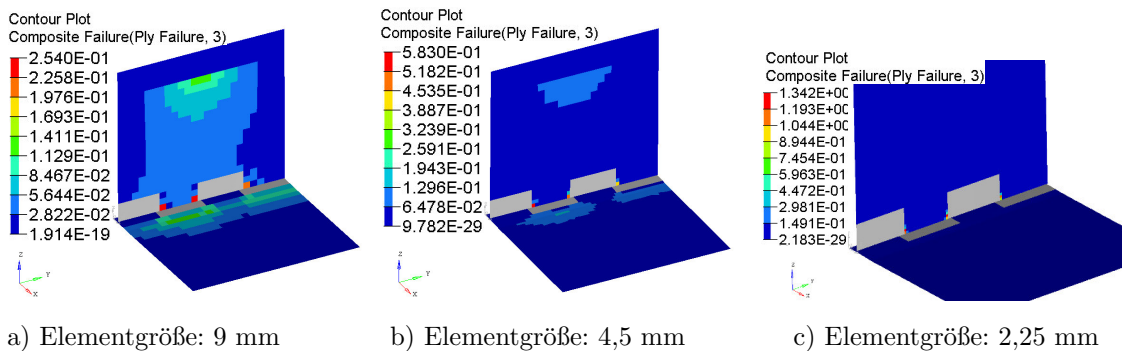 Contour Plot
Composite Failure(Ply Failure, 3)
2.540E-01
2.258E-01
1.976E-01
1.693E-01
1.411E-01
1.129E-01
8.467E-02
5.644E-02
2.822E-02
1.914E-19
Z
Y
X
a) Elementgröße: 9 mm
Contour Plot
Composite Failure(Ply Failure, 3)
5.830E-01
5.182E-01
4.535E-01
3.887E-01
3.239E-01
2.591E-01
1.943E-01
1.296E-01
6.478E-02
9.782E-29
Z
Y
X
b) Elementgröße: 4,5 mm
Contour Plot
Composite Failure(Ply Failure, 3)
1.342E+00
1.193E+00
1.044E+00
8.944E-01
7.454E-01
5.963E-01
4.472E-01
2.981E-01
1.491E-01
2.183E-29
Z
Y
X
c) Elementgröße: 2,25 mm